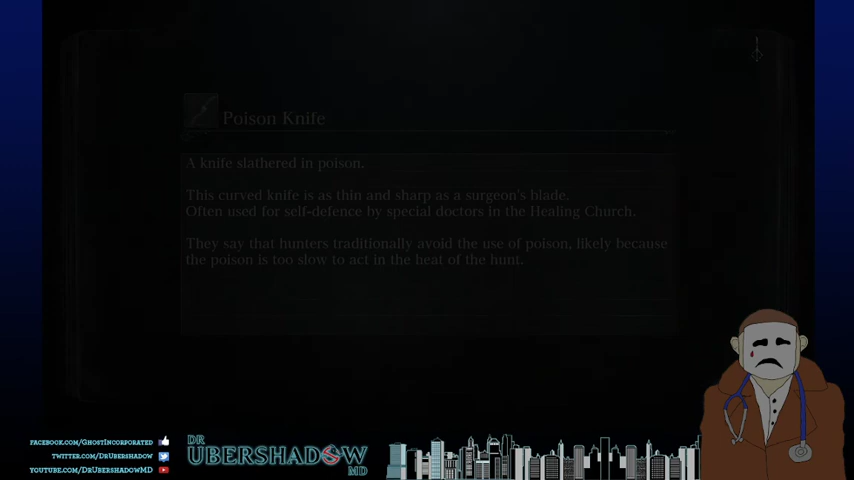 Poison Knife
A knife slathered in poison.
This curved knife is as thin and sharp as a surgeon's blade.
Often used for self-defence by special doctors in the Healing Church.
They say that hunters traditionally avoid the use of poison, likely because
the poison is too slow to act in the heat of the hunt.
facebook.com/GhostIncorporated
twitter.com/DrUbershadow
youtube.com/DrUbershadowMD
DR
UBERSHADOW
MD